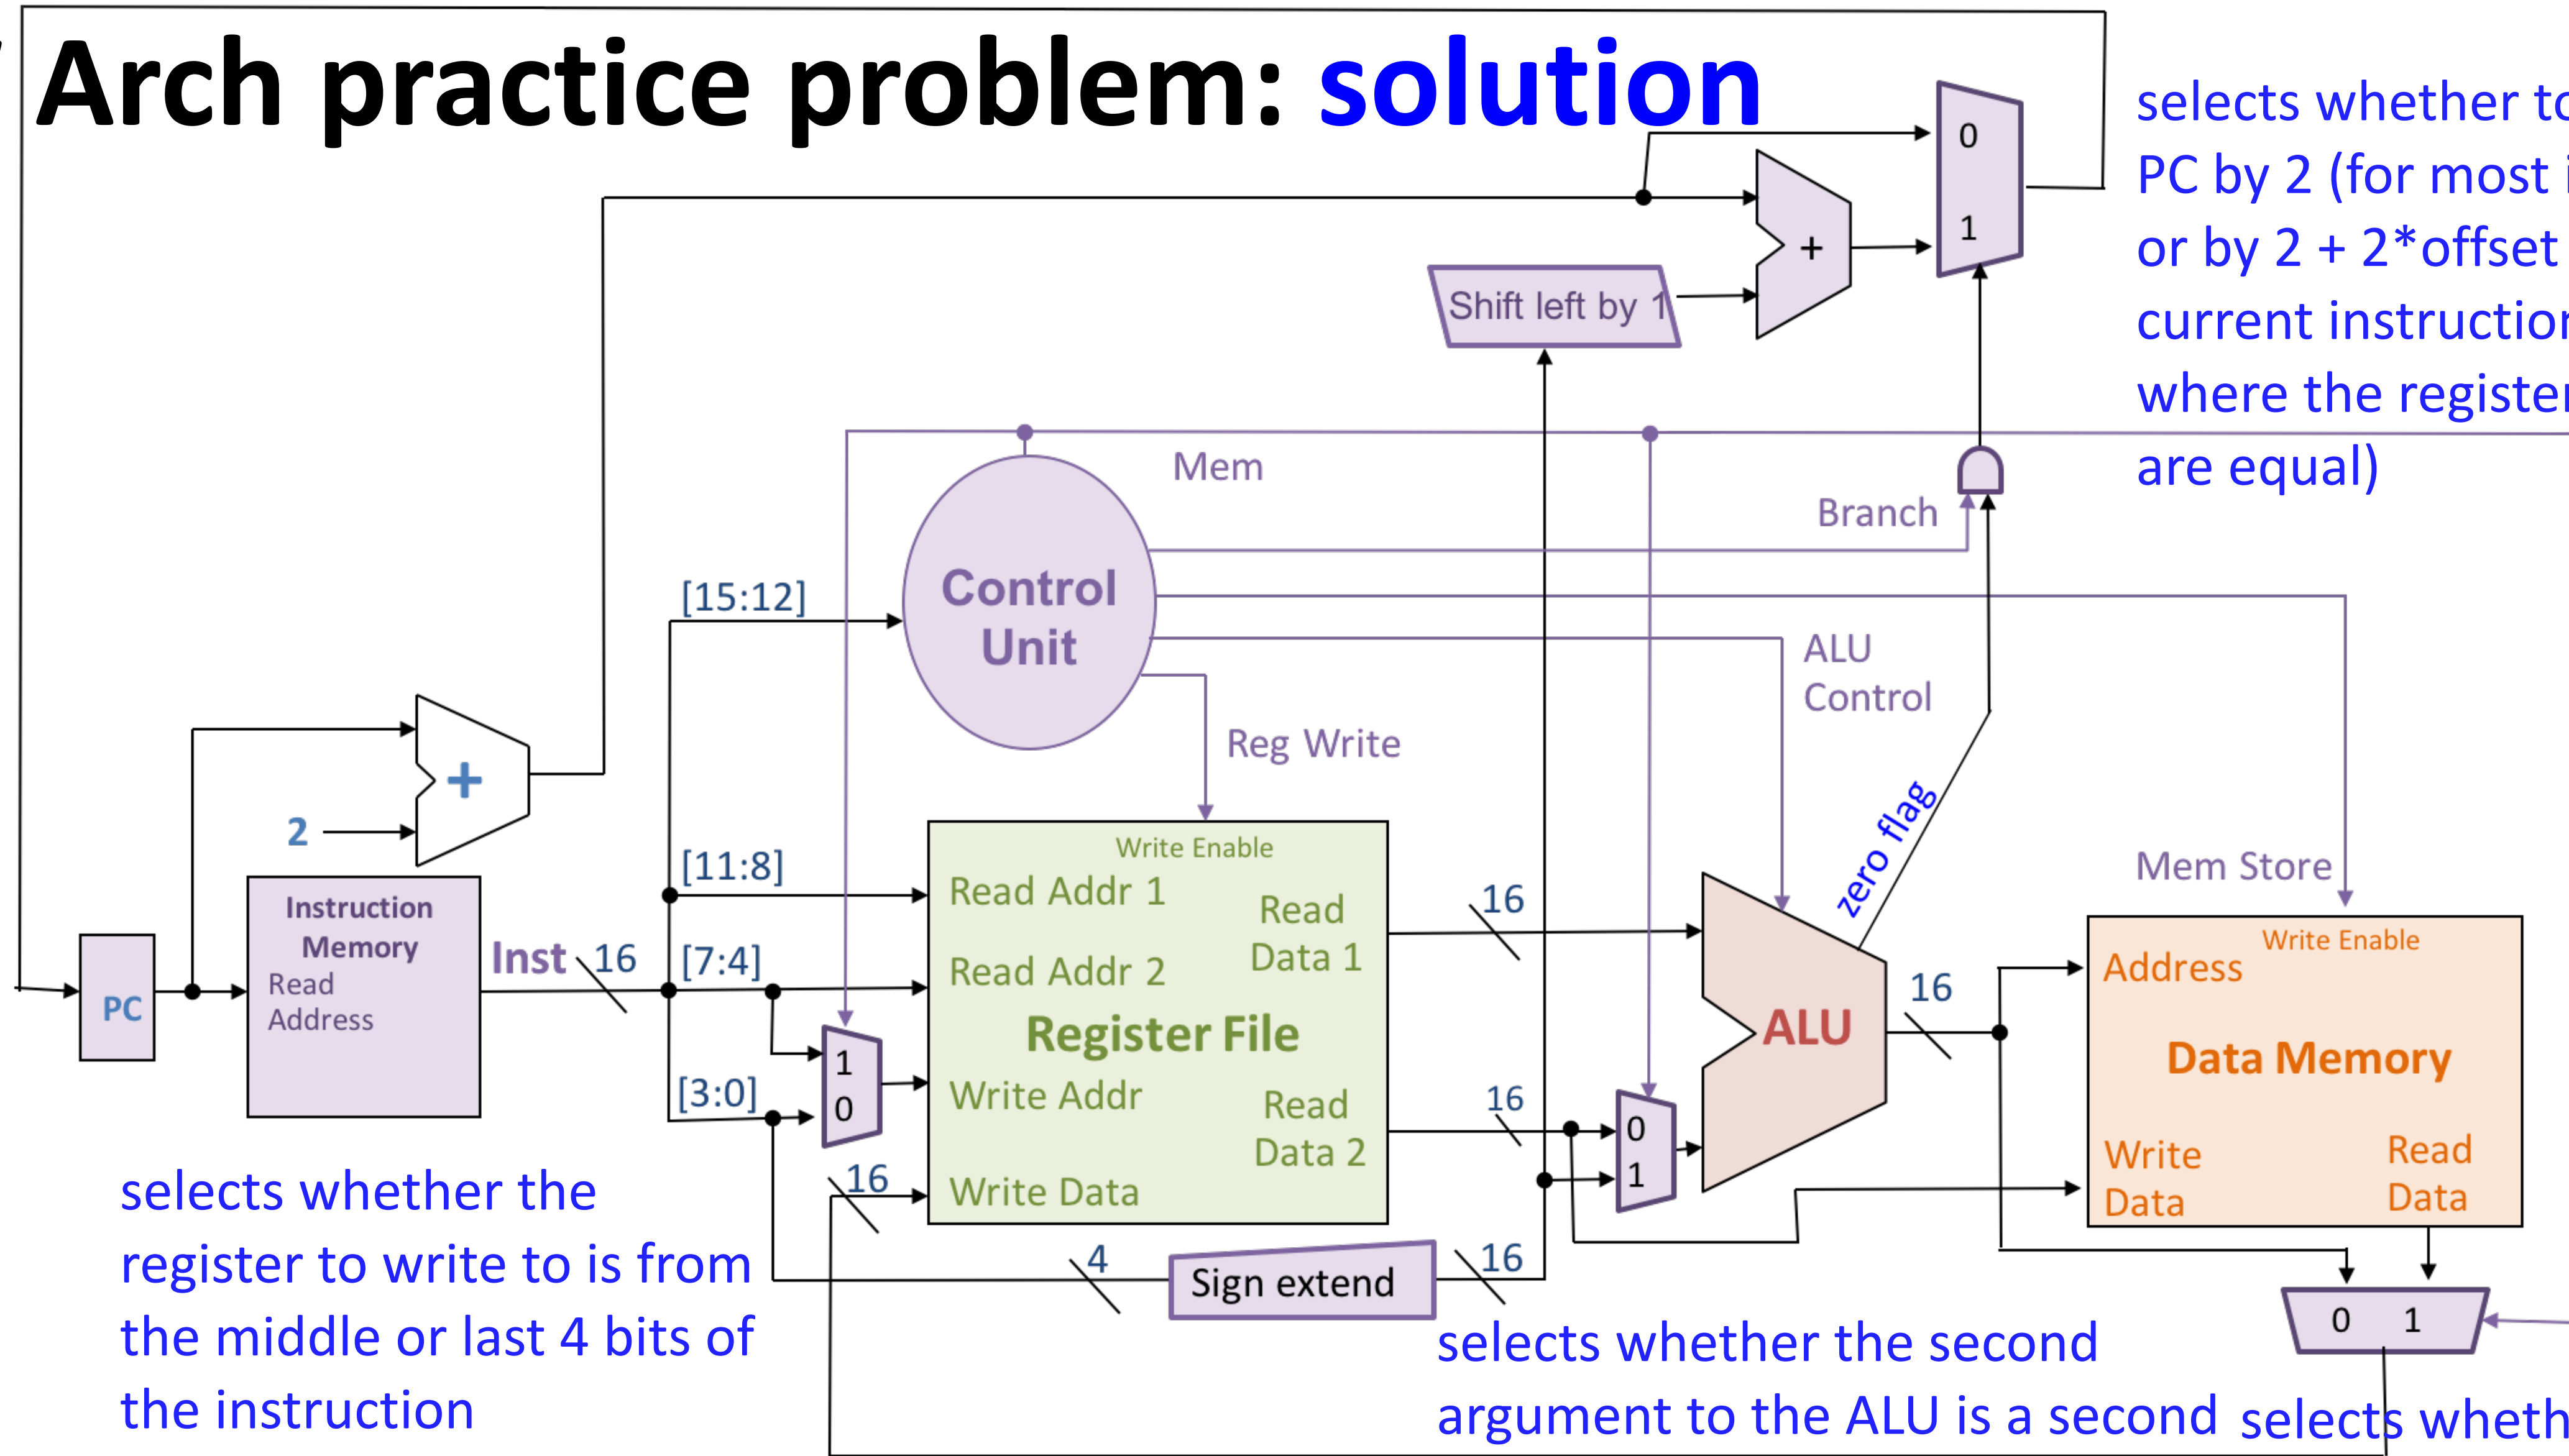 Arch practice problem: solution
selects whether to
PC by 2 (for most
or by 2 + 2*offset
current instruction
where the register
are equal)
0
1
+
Shift left by 1
Mem
Branch
Control
Unit
[15:12]
ALU
Control
Reg Write
zero flag
Mem Store
+
2
[11:8]
[7:4]
[3:0]
Instruction
Memory
Read
Address
PC
Inst
16
1
0
Write Enable
Read Addr 1
Read
Data 1
Read Addr 2
Register File
Write Addr
Read
Data 2
Write Data
16
16
16
0
1
ALU
16
Write Enable
Address
Data Memory
Write
Data
Read
Data
4
Sign extend
16
0 1
selects whether the
register to write to is from
the middle or last 4 bits of
the instruction
selects whether the second
argument to the ALU is a second
selects